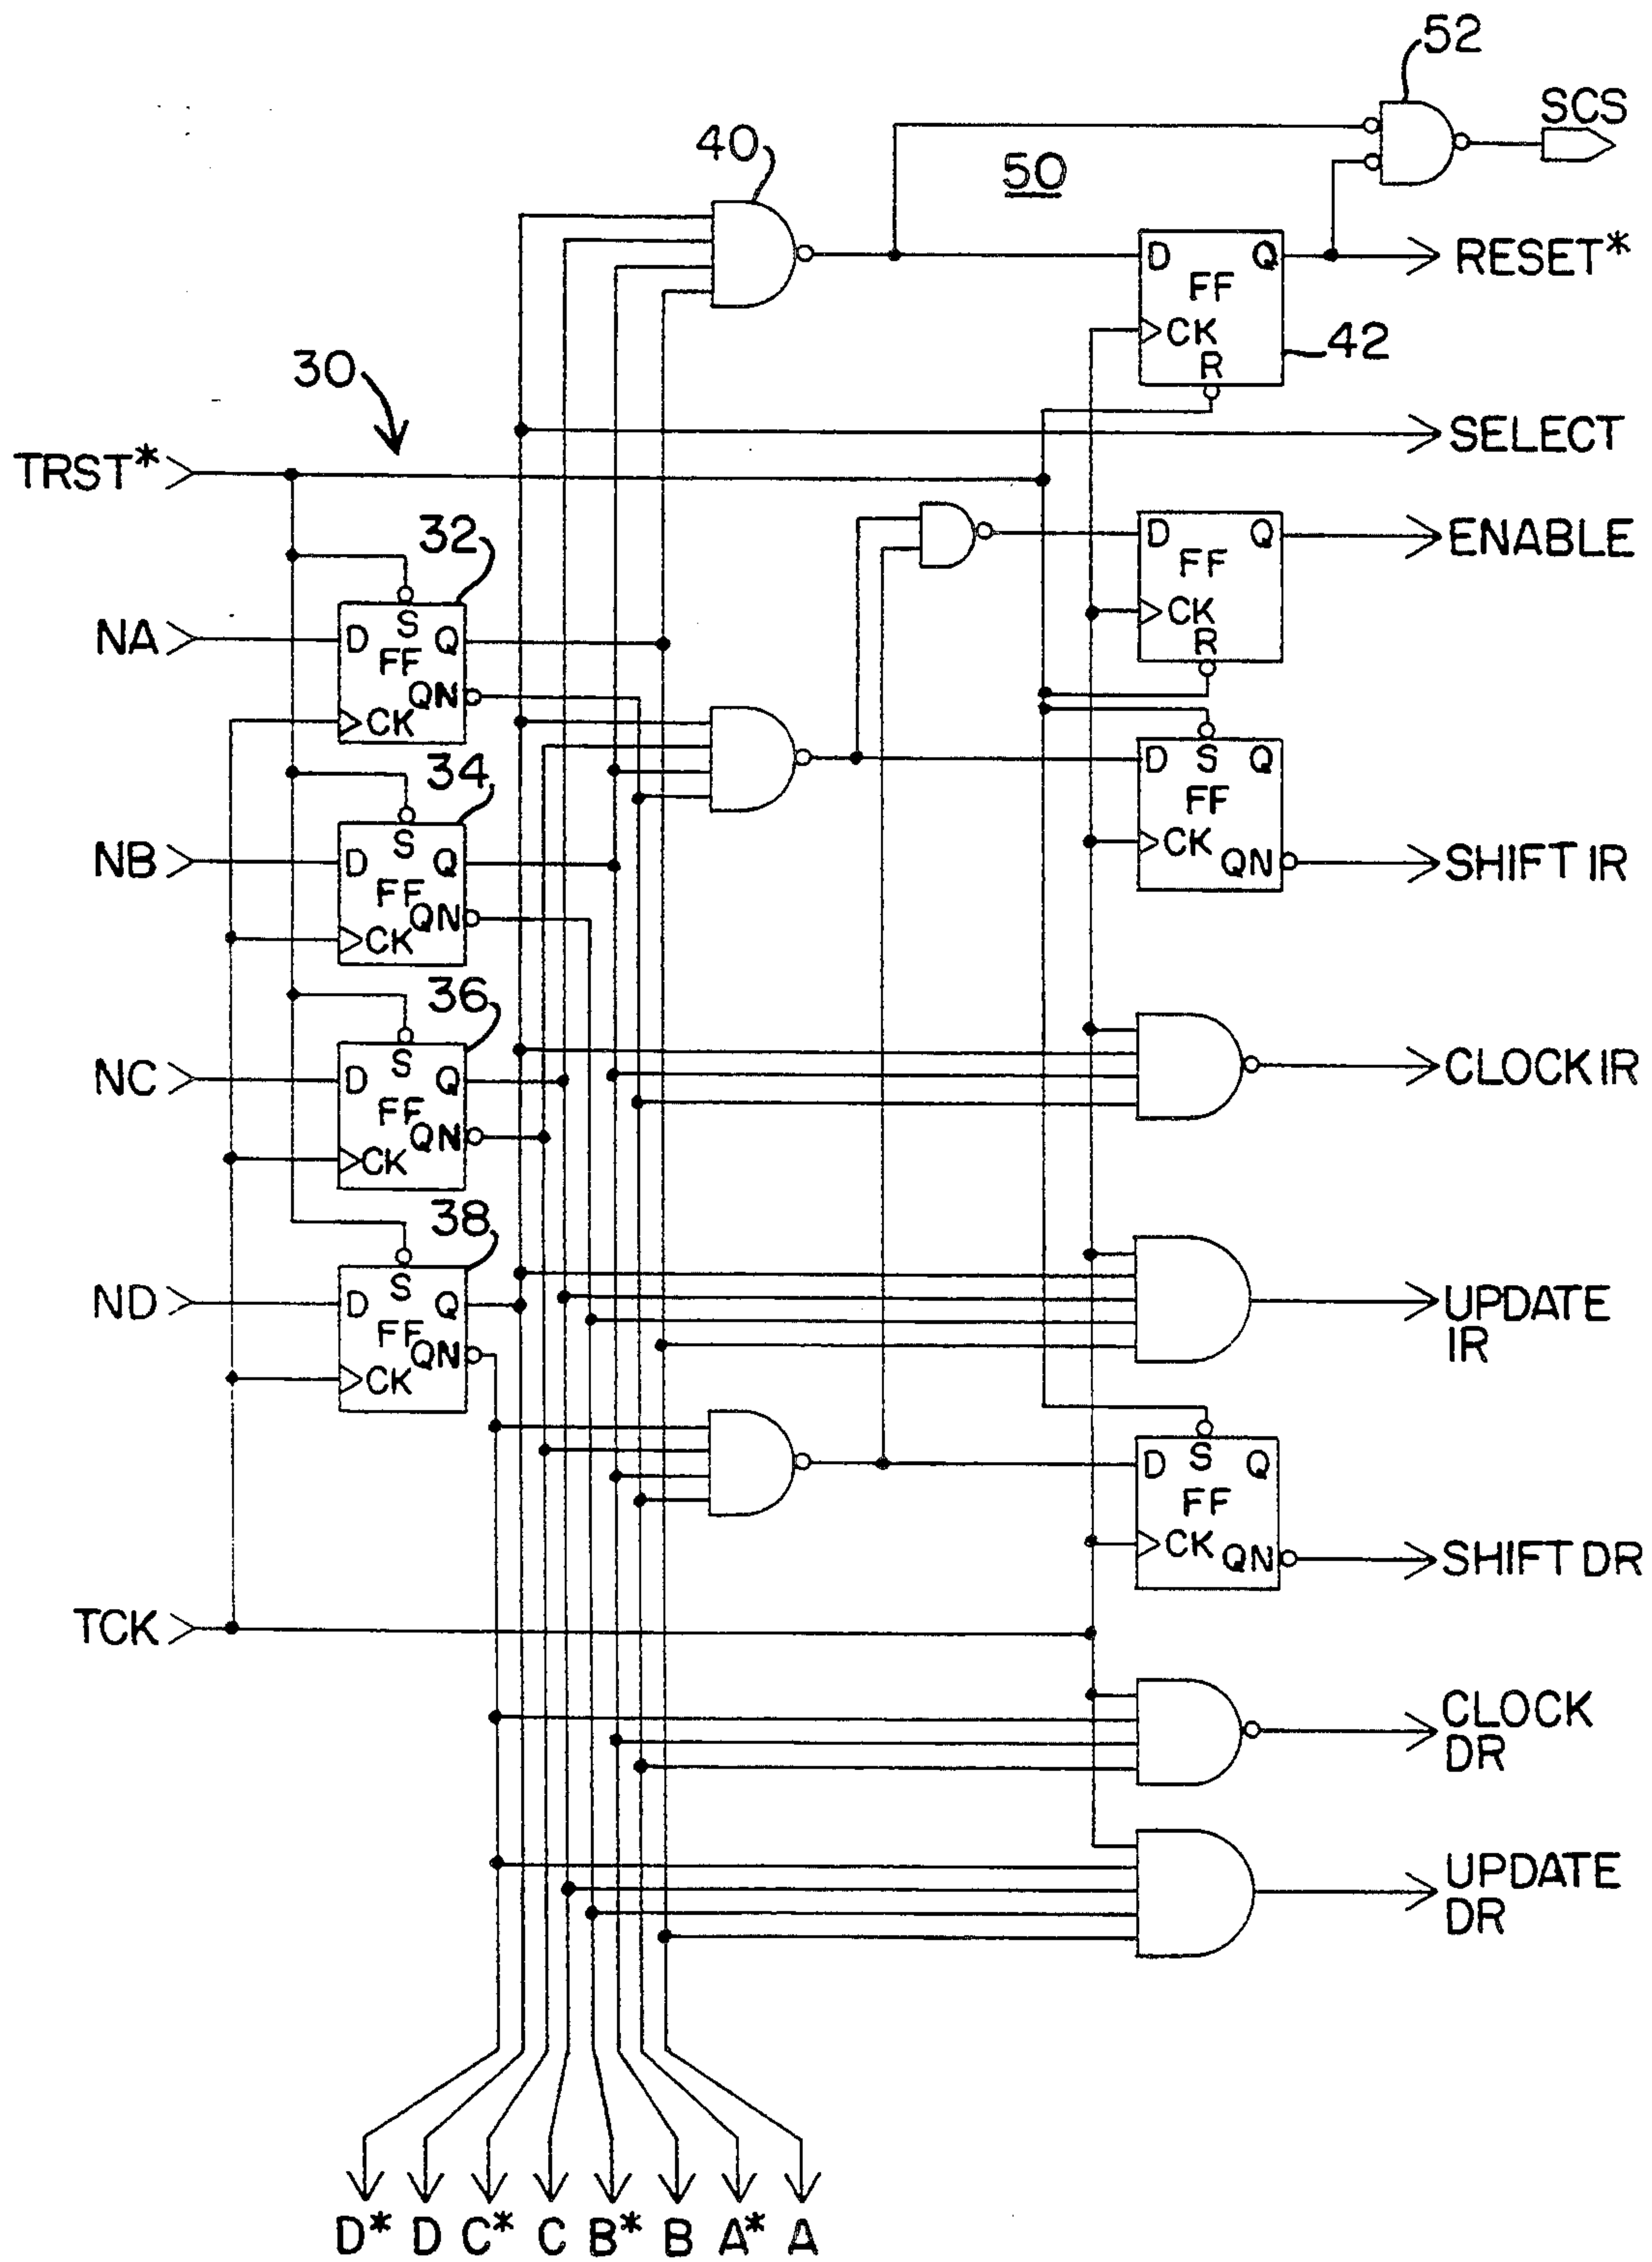 52
SCS
40
50
D Q
FF
CK
R
RESET*
42
30
SELECT
TRST*
32
D Q
FF
CK
R
ENABLE
NA
S
D Q
FF
QN
CK
34
D S Q
FF
CK
QN
SHIFT IR
NB
S
D Q
FF
QN
CK
36
NC
S
D Q
FF
QN
CK
CLOCK IR
38
ND
S
D Q
FF
QN
CK
UPDATE
IR
D S Q
FF
CK
QN
SHIFT DR
TCK
CLOCK
DR
UPDATE
DR
D* D C* C B* B A* A